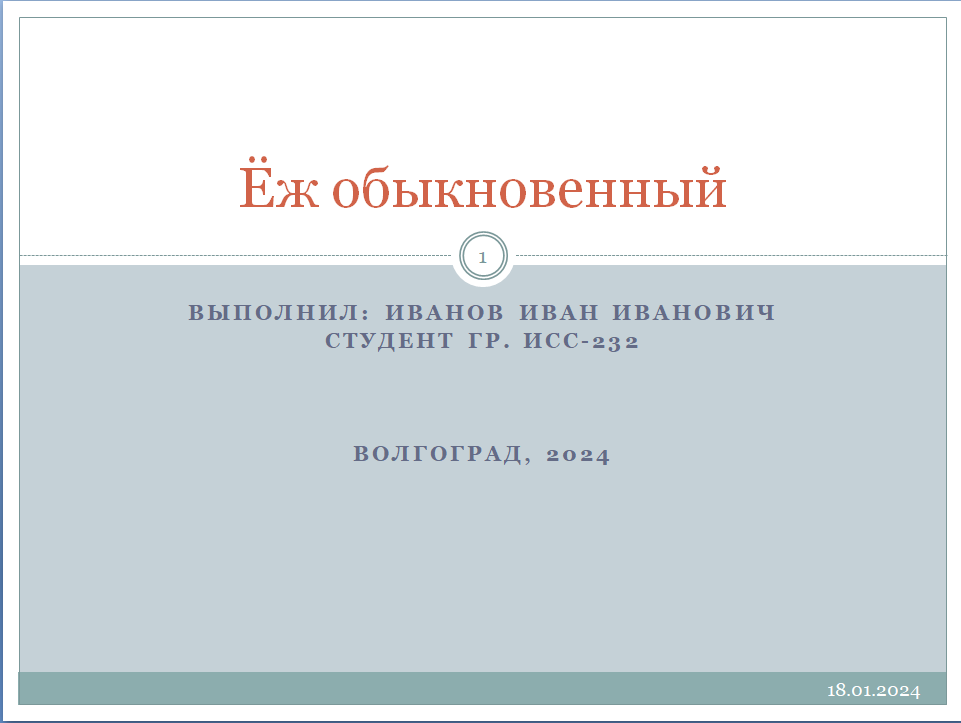 Ёж обыкновенный
1
ВЫПОЛНИЛ: ИВАНОВ ИВАН ИВАНОВИЧ
СТУДЕНТ ГР. ИСС-232
ВОЛГОГРАД, 2024
18.01.2024